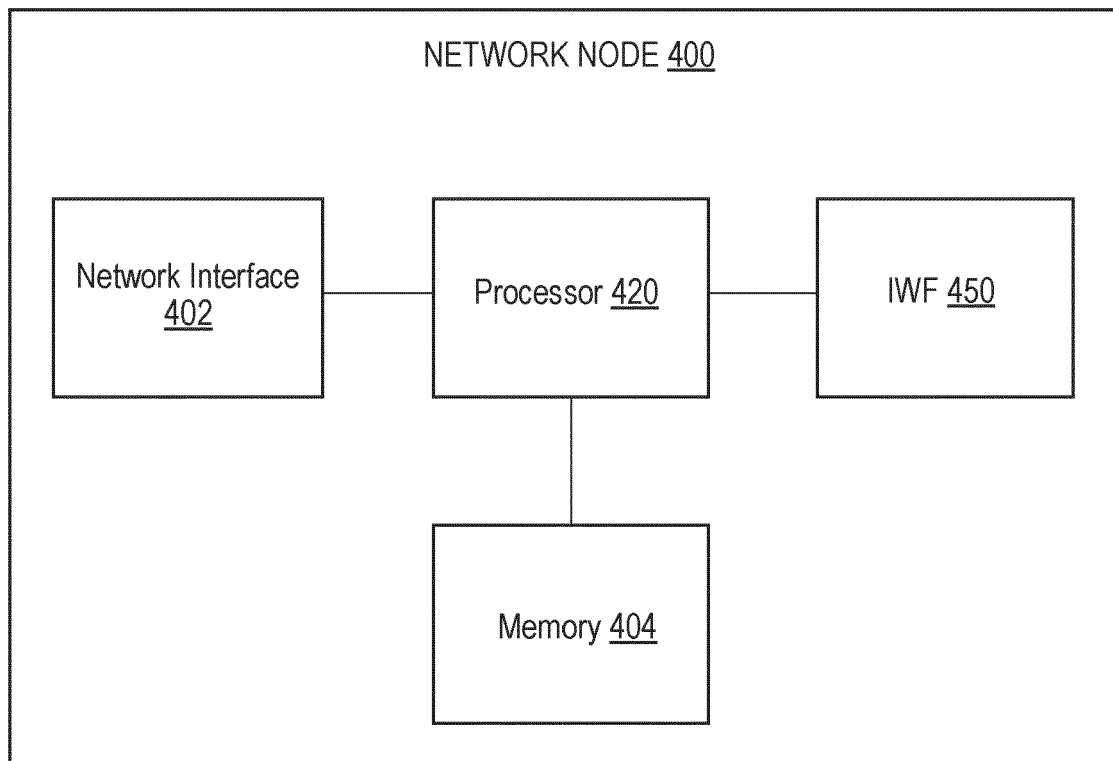 NETWORK NODE 400
Network Interface
402
Processor 420
IWF 450
Memory 404